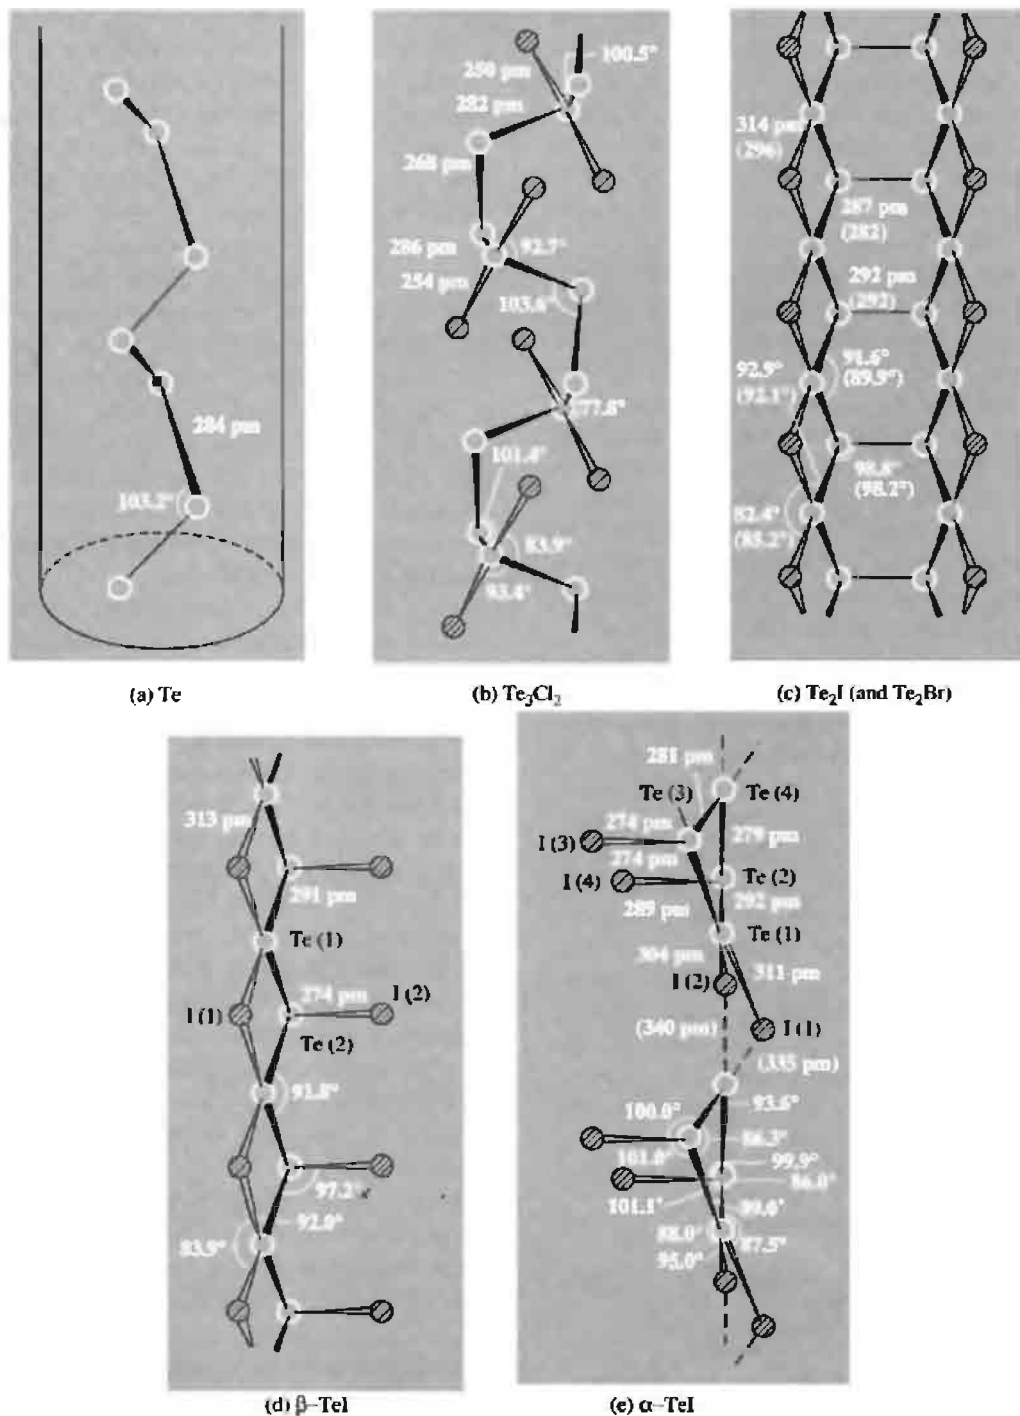 100.5°
250 pm
282 pm
268 pm
286 pm
92.7°
254 pm
103.6°
77.8°
101.4°
83.9°
93.4°
284 pm
103.2°
314 pm
(296)
287 pm
(282)
292 pm
(292)
92.9°
(92.1°)
91.6°
(89.9°)
98.8°
(98.2°)
82.4°
(85.2°)
(a) Te
(b) Te₃Cl₂
(c) Te₂I (and Te₂Br)
313 pm
291 pm
Te (1)
274 pm
I (2)
I (1)
Te (2)
91.8°
97.2°
92.0°
83.9°
281 pm
Te (3)
Te (4)
274 pm
279 pm
I (3)
274 pm
Te (2)
I (4)
292 pm
289 pm
Te (1)
304 pm
311 pm
I (2)
(340 pm)
I (1)
(335 pm)
100.0°
93.6°
86.3°
101.0°
99.9°
86.0°
101.1°
89.0°
88.0°
87.5°
95.0°
(d) β–TeI
(e) α–TeI